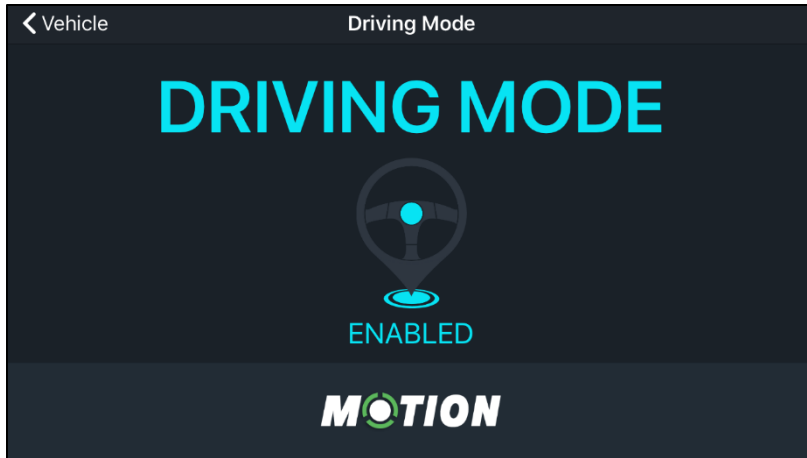 Vehicle
Driving Mode
DRIVING MODE
ENABLED
MOTION